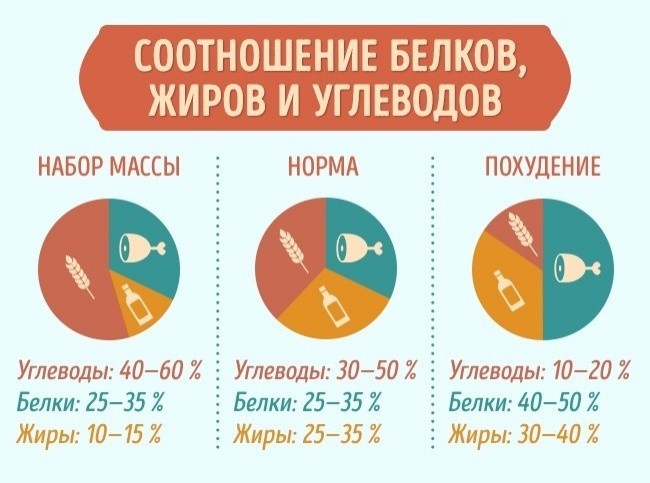 СООТНОШЕНИЕ БЕЛКОВ,
ЖИРОВ И УГЛЕВОДОВ
НАБОР МАССЫ
Углеводы: 40–60 %
Белки: 25–35 %
Жиры: 10–15 %
НОРМА
Углеводы: 30–50 %
Белки: 25–35 %
Жиры: 25–35 %
ПОХУДЕНИЕ
Углеводы: 10–20 %
Белки: 40–50 %
Жиры: 30–40 %